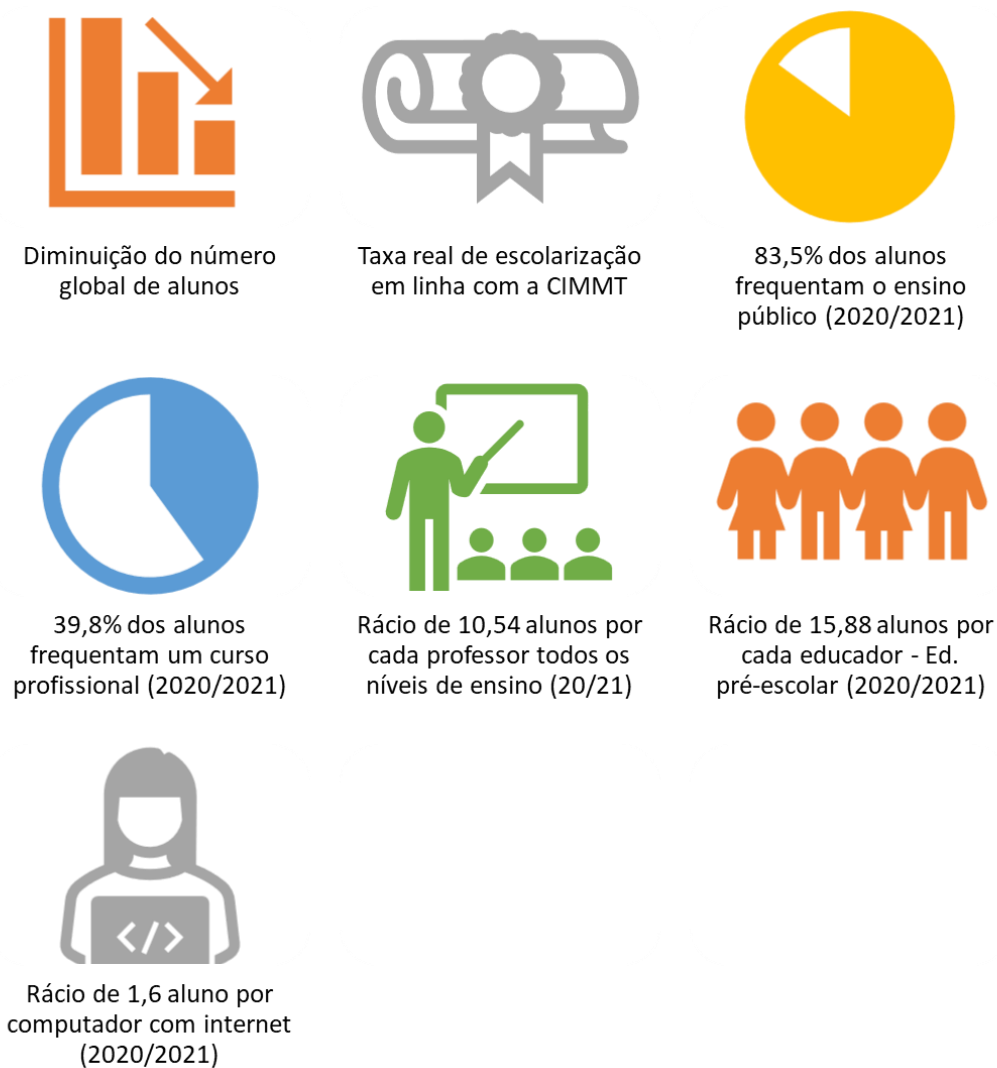 Diminuição do número
global de alunos
Taxa real de escolarização
em linha com a CIMMT
83,5% dos alunos
frequentam o ensino
público (2020/2021)
39,8% dos alunos
frequentam um curso
profissional (2020/2021)
Rácio de 10,54 alunos por
cada professor todos os
níveis de ensino (20/21)
Rácio de 15,88 alunos por
cada educador - Ed.
pré-escolar (2020/2021)
</>
Rácio de 1,6 aluno por
computador com internet
(2020/2021)